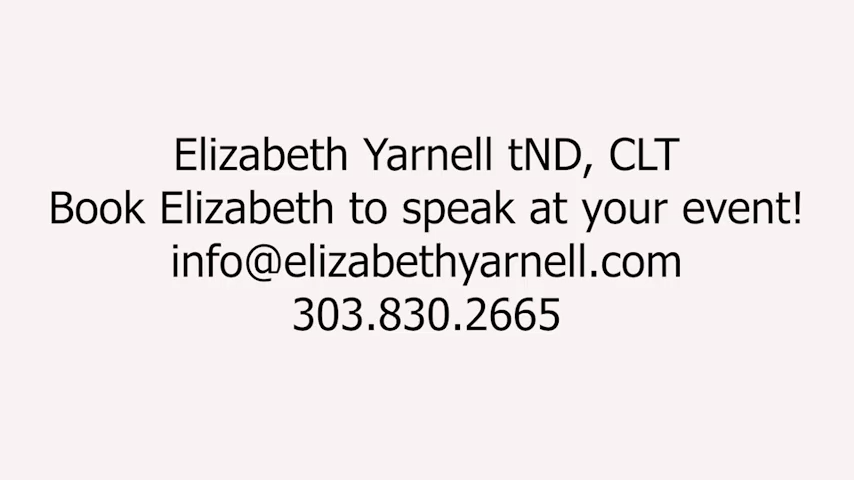 Elizabeth Yarnell tND, CLT
Book Elizabeth to speak at your event!
info@elizabethyarnell.com
303.830.2665